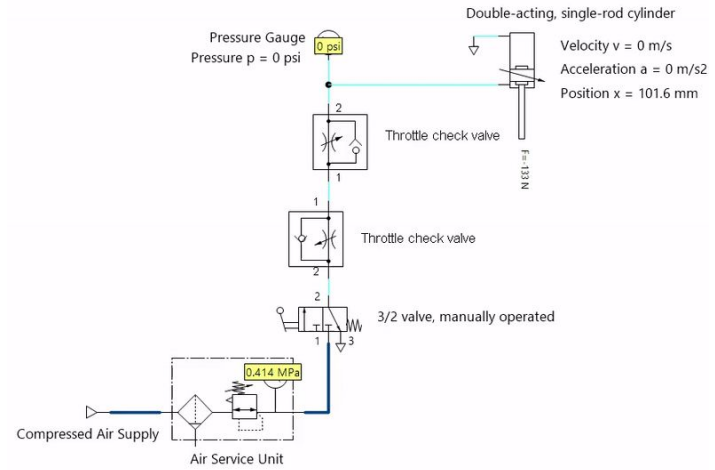 Double-acting, single-rod cylinder
Pressure Gauge
0 psi
Pressure p = 0 psi
Velocity v = 0 m/s
Acceleration a = 0 m/s2
Position x = 101.6 mm
2
Throttle check valve
F=-133 N
1
1
Throttle check valve
2
2
3/2 valve, manually operated
1
3
0.414 MPa
Compressed Air Supply
Air Service Unit